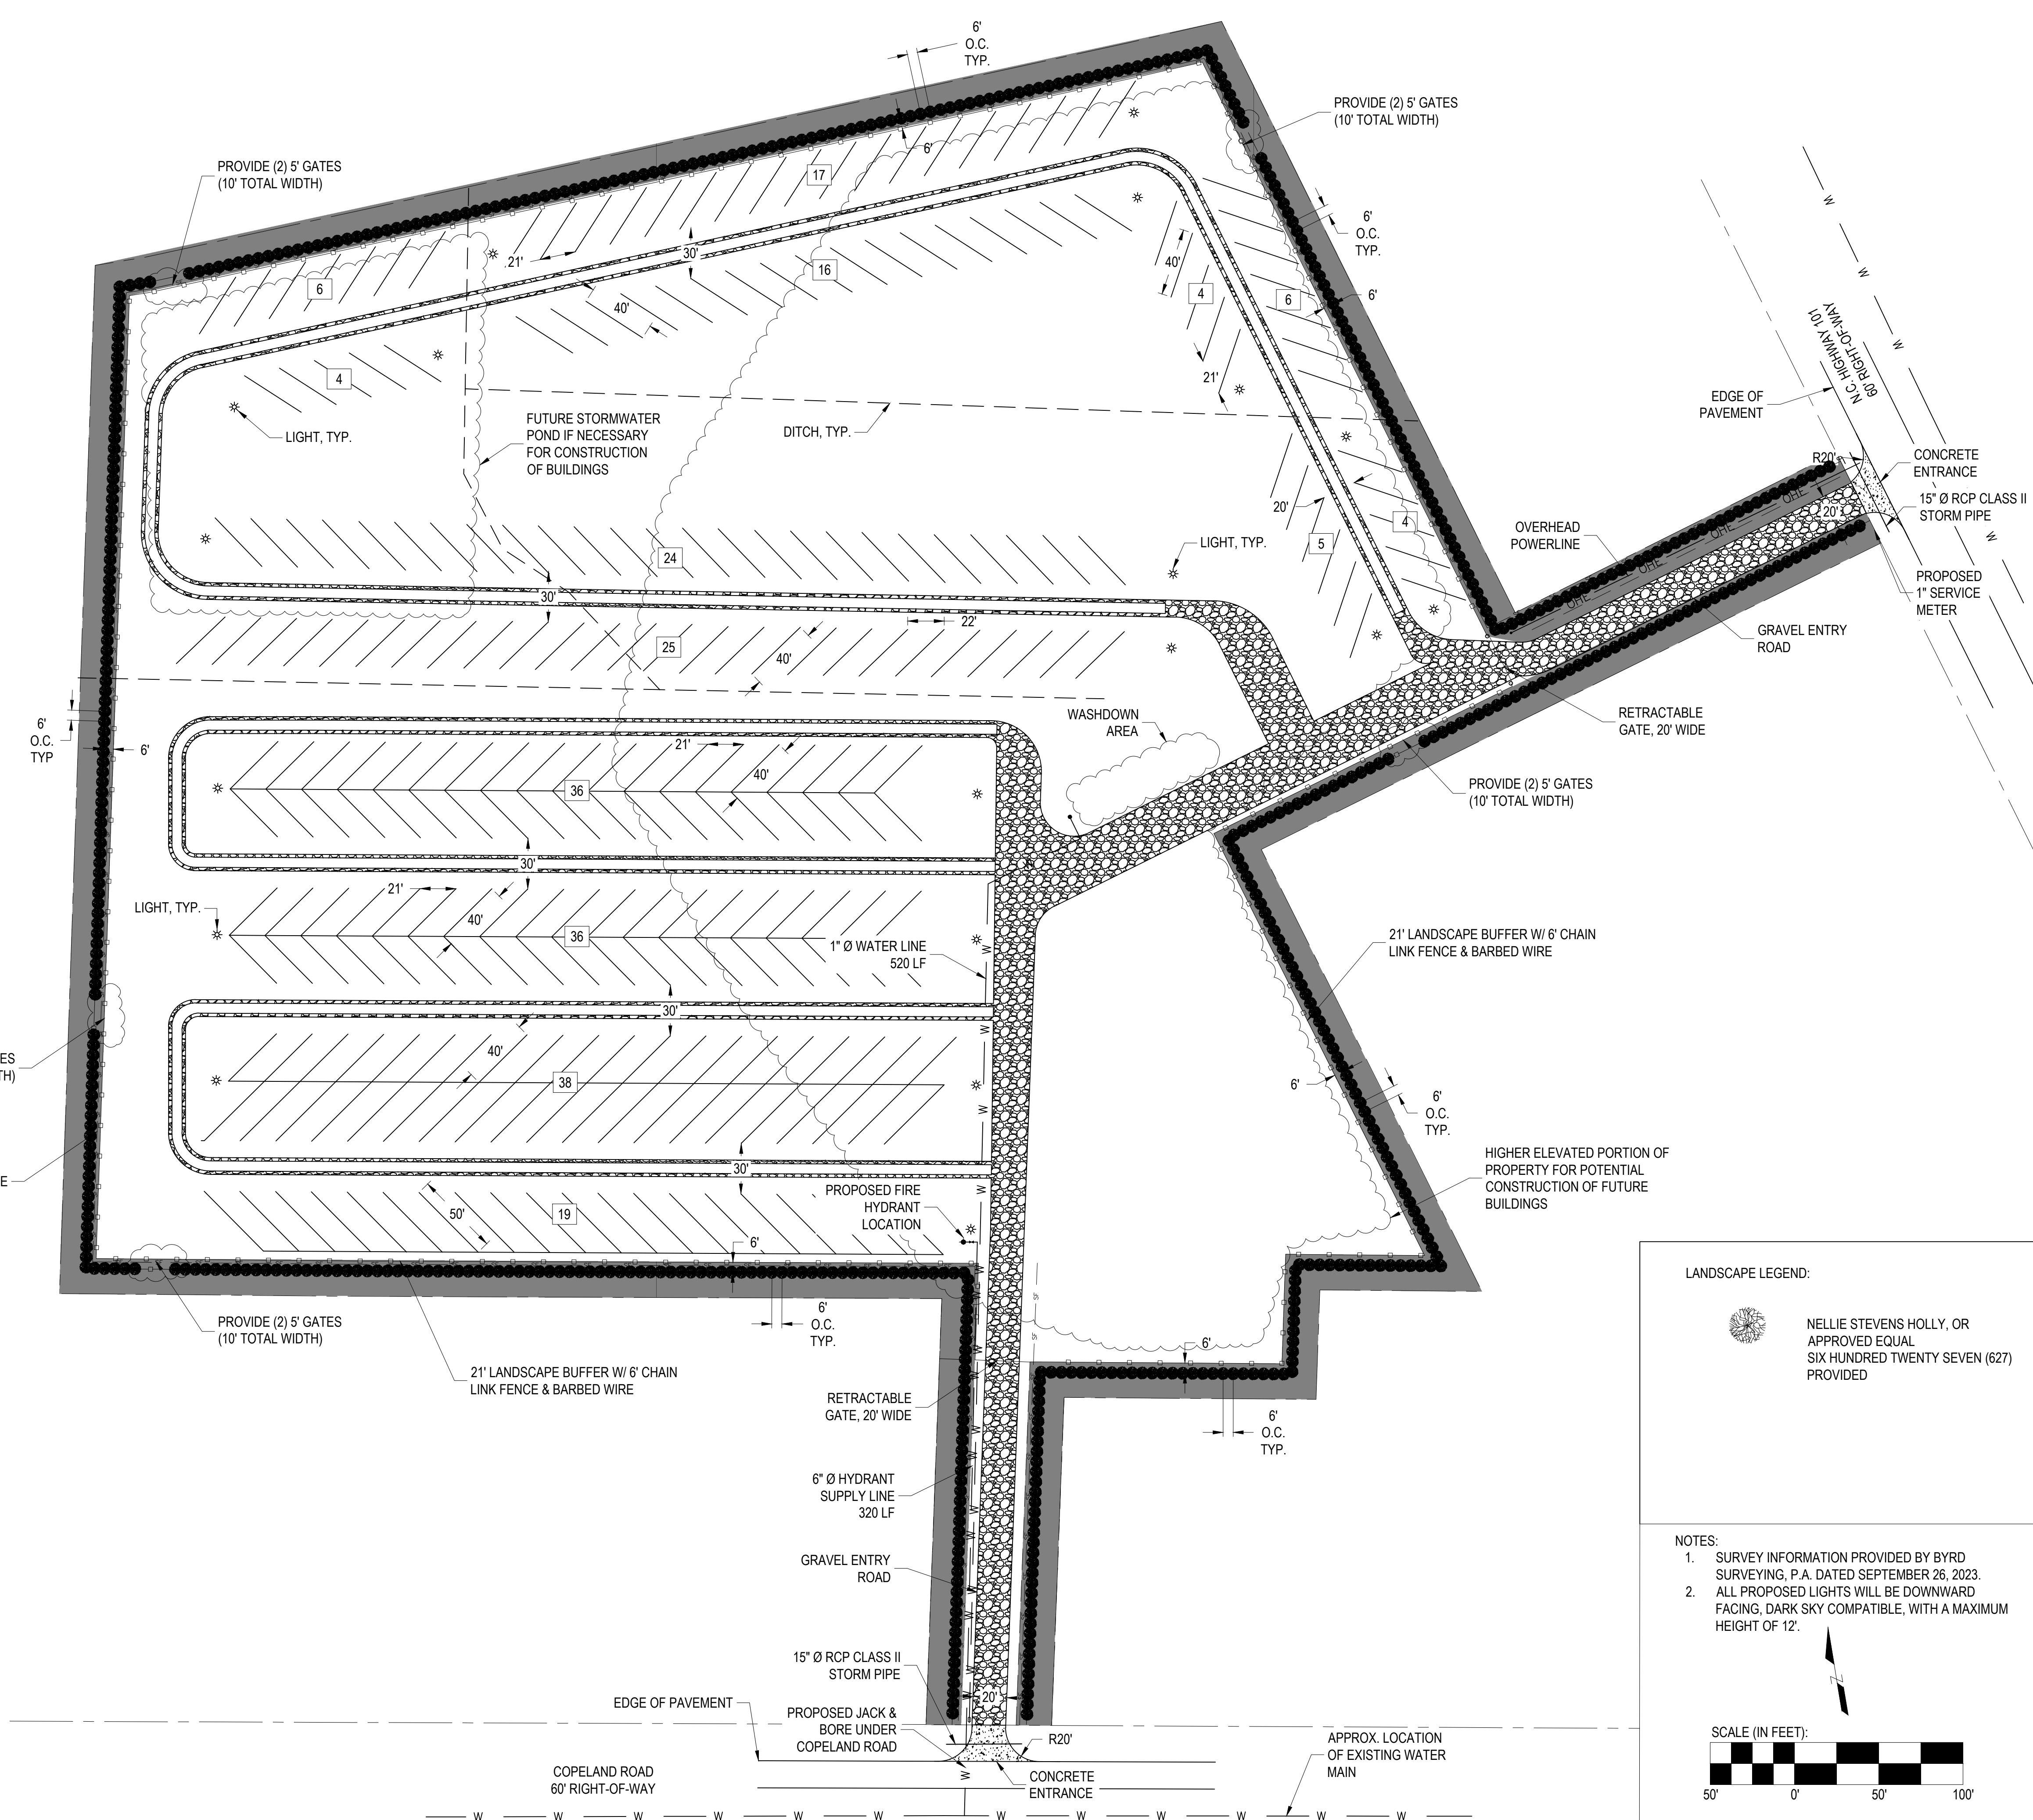 6'
O.C.
TYP.
PROVIDE (2) 5' GATES
(10' TOTAL WIDTH)
PROVIDE (2) 5' GATES
(10' TOTAL WIDTH)
6'
17
6'
O.C.
TYP.
6'
21'
30'
16
6
40'
40'
4
6
4
21'
LIGHT, TYP.
FUTURE STORMWATER
POND IF NECESSARY
FOR CONSTRUCTION
OF BUILDINGS
DITCH, TYP.
N.C. HIGHWAY 101
60' RIGHT-OF-WAY
W
W
W
W
EDGE OF
PAVEMENT
R20'
CONCRETE
ENTRANCE
15" Ø RCP CLASS II
STORM PIPE
20'
20'
4
5
24
LIGHT, TYP.
OVERHEAD
POWERLINE
OHE
OHE
OHE
OHE
PROPOSED
1" SERVICE
METER
30'
22'
25
40'
GRAVEL ENTRY
ROAD
RETRACTABLE
GATE, 20' WIDE
WASHDOWN
AREA
6'
O.C.
TYP
6'
21'
40'
36
PROVIDE (2) 5' GATES
(10' TOTAL WIDTH)
30'
21'
40'
LIGHT, TYP.
36
1" Ø WATER LINE
520 LF
W
W
W
W
21' LANDSCAPE BUFFER W/ 6' CHAIN
LINK FENCE & BARBED WIRE
30'
40'
38
ES
TH)
6'
6'
O.C.
TYP.
30'
E
HIGHER ELEVATED PORTION OF
PROPERTY FOR POTENTIAL
CONSTRUCTION OF FUTURE
BUILDINGS
PROPOSED FIRE
HYDRANT
LOCATION
50'
19
6'
PROVIDE (2) 5' GATES
(10' TOTAL WIDTH)
6'
O.C.
TYP.
6'
21' LANDSCAPE BUFFER W/ 6' CHAIN
LINK FENCE & BARBED WIRE
RETRACTABLE
GATE, 20' WIDE
6'
O.C.
TYP.
6" Ø HYDRANT
SUPPLY LINE
320 LF
GRAVEL ENTRY
ROAD
15" Ø RCP CLASS II
STORM PIPE
20'
EDGE OF PAVEMENT
PROPOSED JACK &
BORE UNDER
COPELAND ROAD
R20'
W
CONCRETE
ENTRANCE
APPROX. LOCATION
OF EXISTING WATER
MAIN
COPELAND ROAD
60' RIGHT-OF-WAY
W W W W W W W W W W W W
LANDSCAPE LEGEND:
NELLIE STEVENS HOLLY, OR
APPROVED EQUAL
SIX HUNDRED TWENTY SEVEN (627)
PROVIDED
NOTES:
1. SURVEY INFORMATION PROVIDED BY BYRD
SURVEYING, P.A. DATED SEPTEMBER 26, 2023.
2. ALL PROPOSED LIGHTS WILL BE DOWNWARD
FACING, DARK SKY COMPATIBLE, WITH A MAXIMUM
HEIGHT OF 12'.
Z
SCALE (IN FEET):
50' 0' 50' 100'